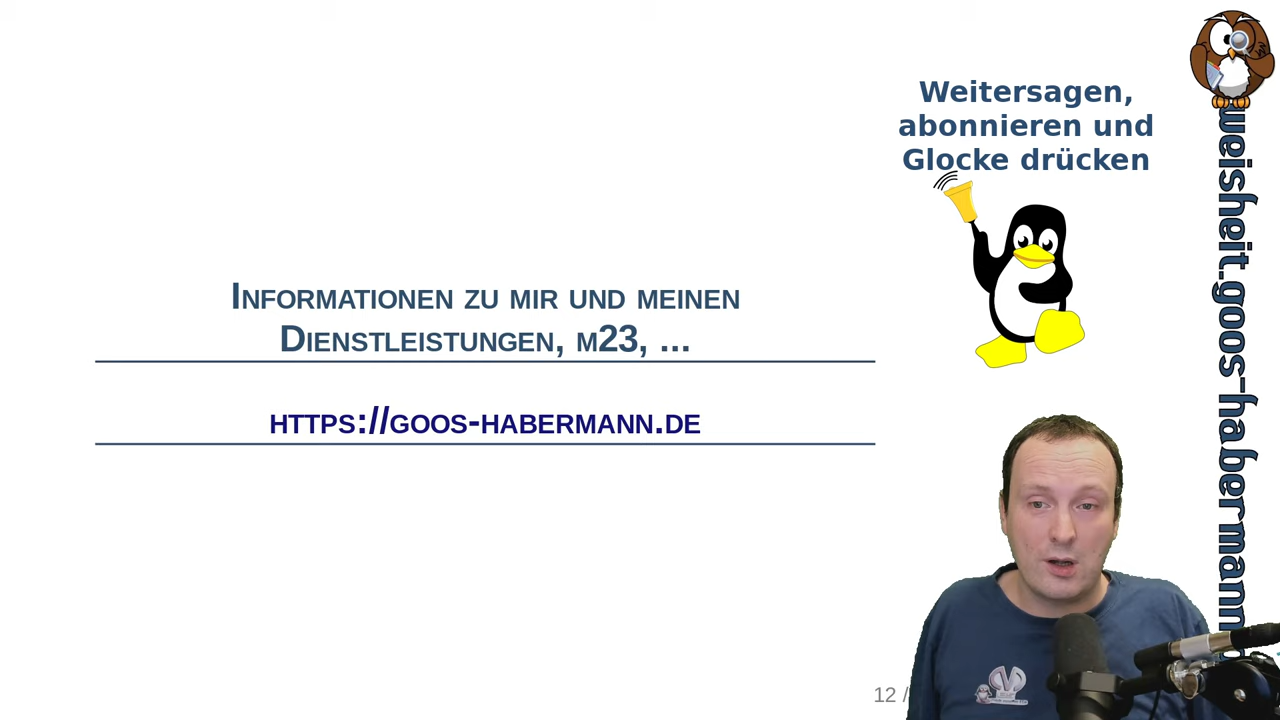 Weitersagen,
abonnieren und
Glocke drücken
Informationen zu mir und meinen
Dienstleistungen, m23, ...
https://goos-habermann.de
weisheit.goos-habermann
12 /